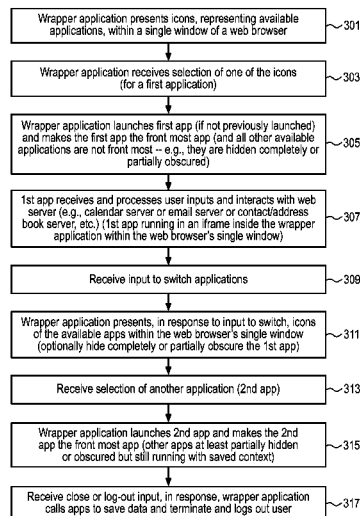 Wrapper application presents icons, representing available
applications, within a single window of a web browser
301
Wrapper application receives selection of one of the icons
(for a first application)
303
Wrapper application launches first app (if not previously launched)
and makes the first app the front most app (and all other available
applications are not front most -- e.g., they are hidden completely or
partially obscured)
305
1st app receives and processes user inputs and interacts with web
server (e.g., calendar server or email server or contact/address
book server, etc.) (1st app running in an iframe inside the wrapper
application within the web browser's single window)
307
Receive input to switch applications
309
Wrapper application presents, in response to input to switch, icons
of the available apps within the web browser's single window
(optionally hide completely or partially obscure the 1st app)
311
Receive selection of another application (2nd app)
313
Wrapper application launches 2nd app and makes the 2nd
app the front most app (other apps at least partially hidden
or obscured but still running with saved context)
315
Receive close or log-out input, in response, wrapper application
calls apps to save data and terminate and logs out user
317